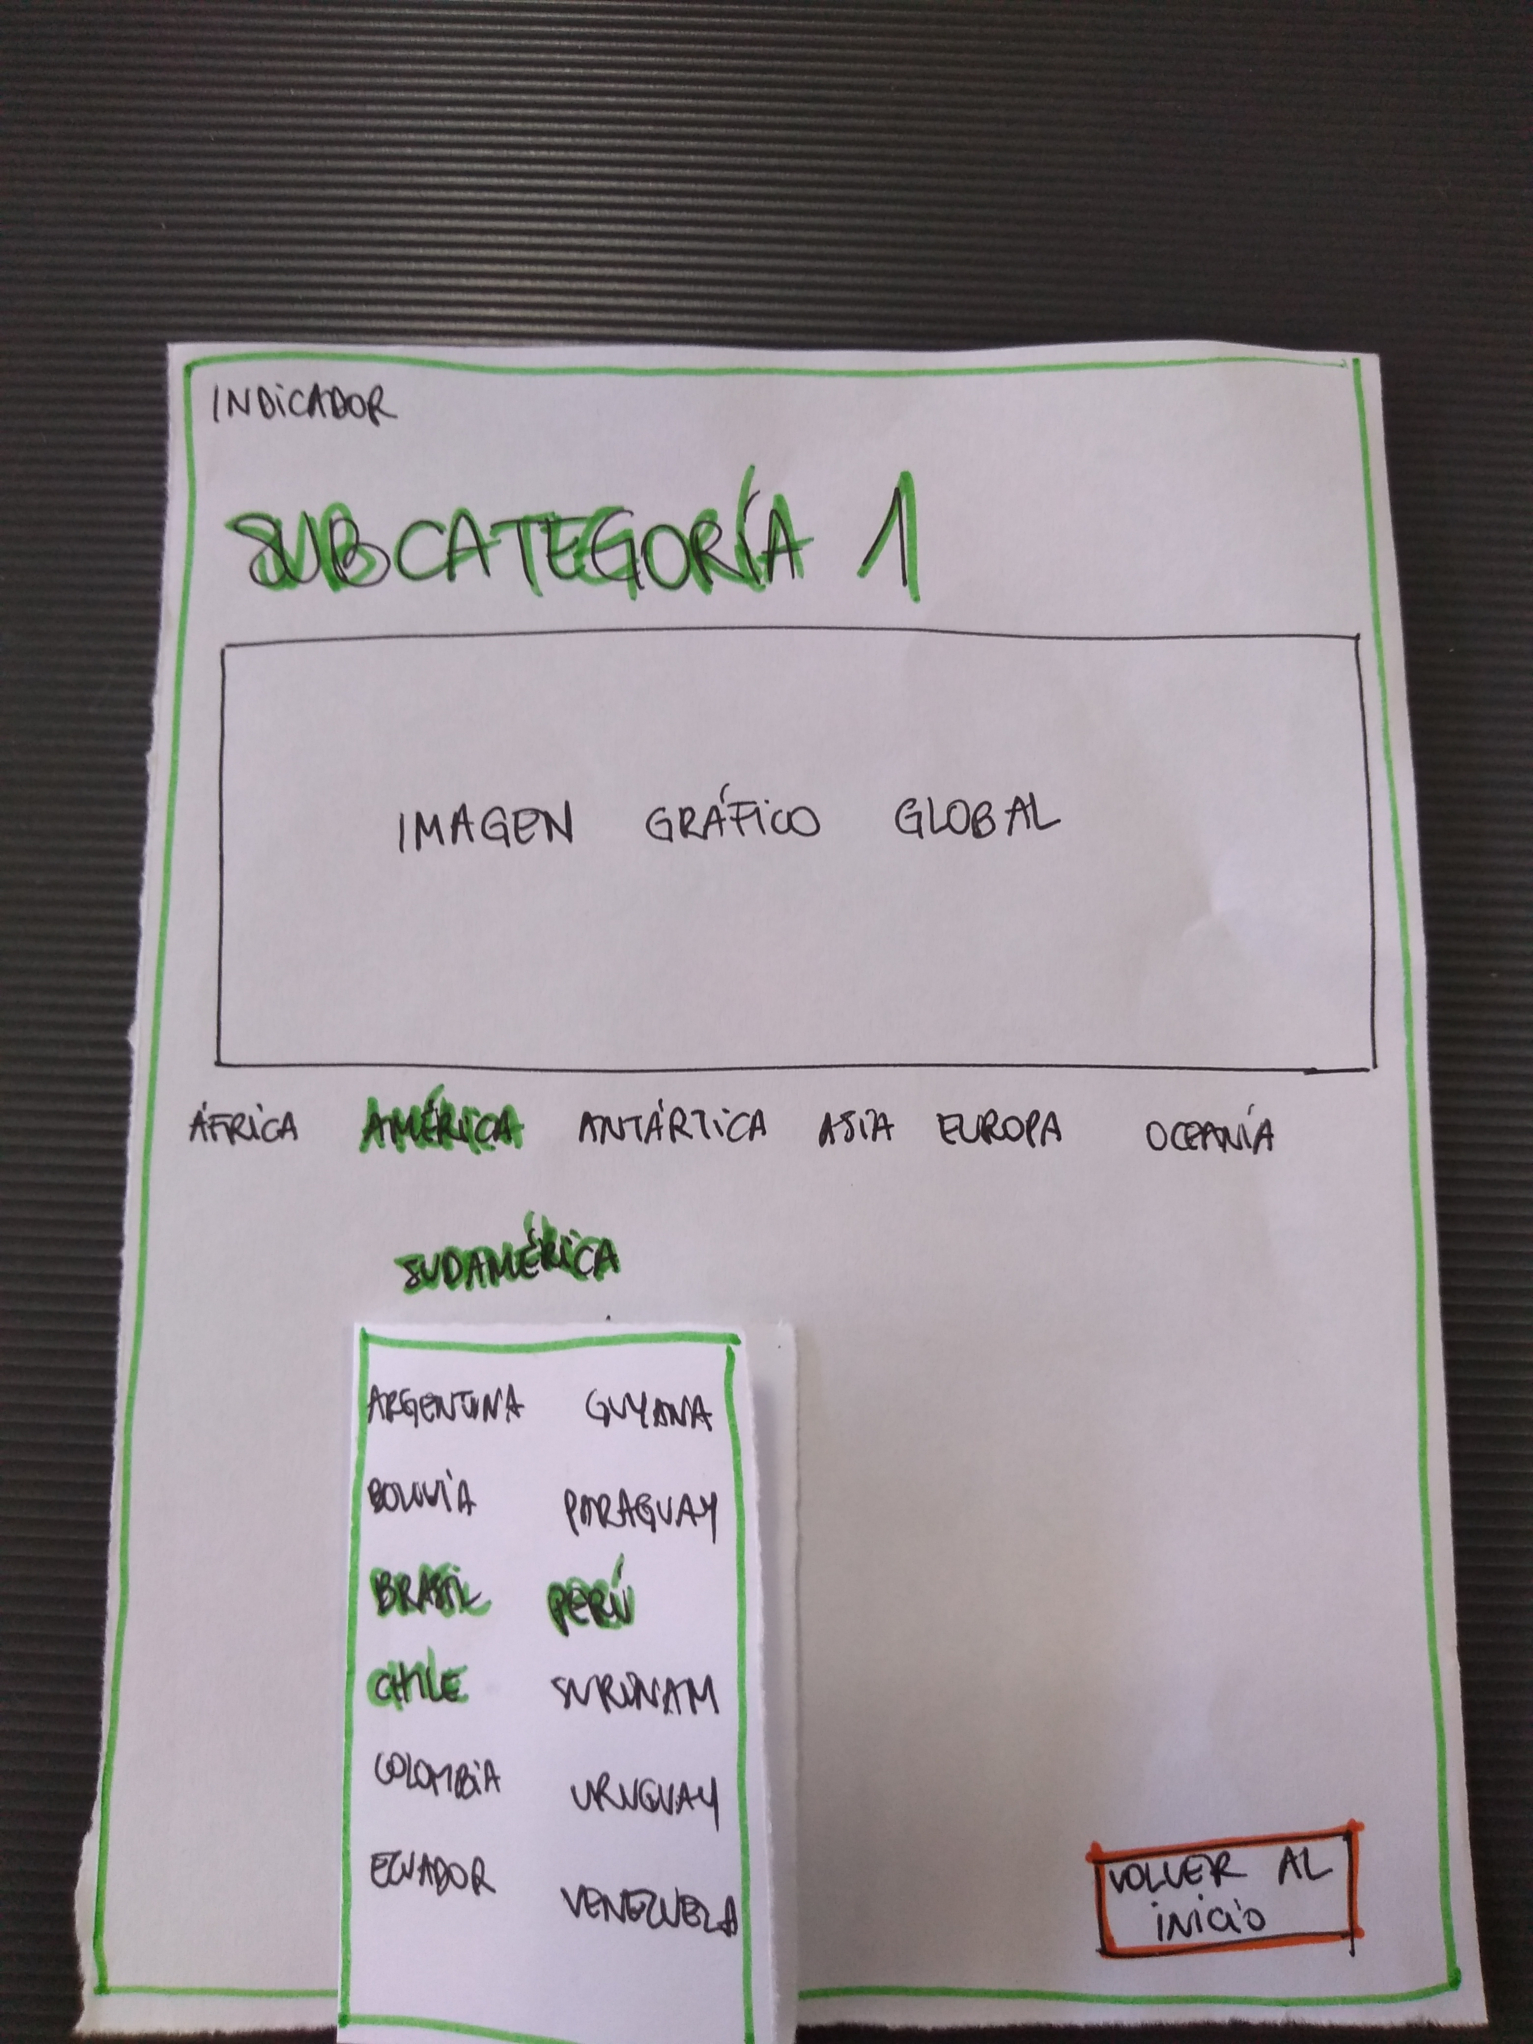 INDICADOR
SUBCATEGORÍA 1
IMAGEN GRÁFICO GLOBAL
ÁFRICA AMÉRICA ANTÁRTICA ASIA EUROPA OCEANÍA
SUDAMÉRICA
ARGENTINA GUYANA
BOLIVIA PARAGUAY
BRASIL PERÚ
CHILE SURINAM
COLOMBIA URUGUAY
ECUADOR VENEZUELA
VOLVER AL
INICIO